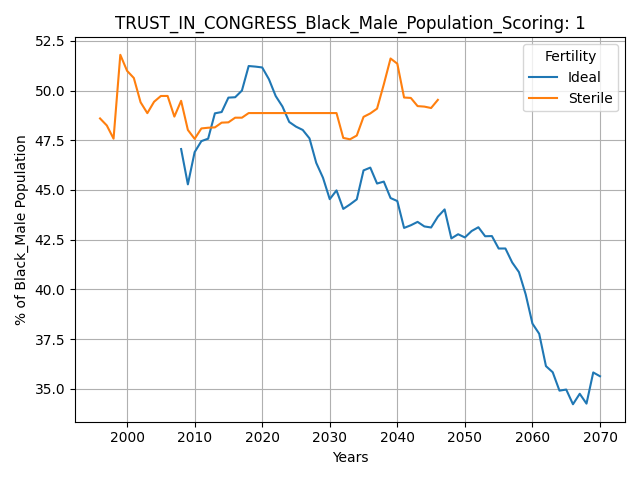 TRUST_IN_CONGRESS_Black_Male_Population_Scoring: 1
52.5
50.0
47.5
45.0
42.5
40.0
37.5
35.0
% of Black_Male Population
Fertility
Ideal
Sterile
2000 2010 2020 2030 2040 2050 2060 2070
Years